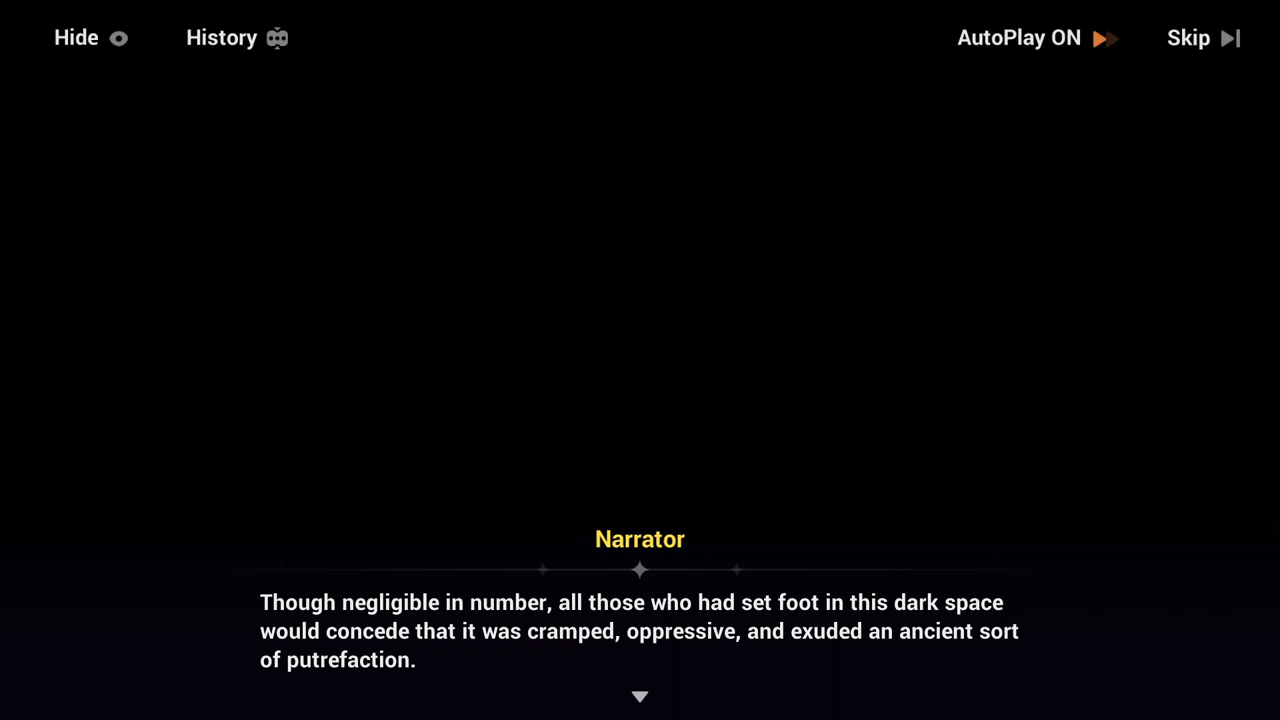 Hide
History
AutoPlay ON
Skip
Narrator
Though negligible in number, all those who had set foot in this dark space
would concede that it was cramped, oppressive, and exuded an ancient sort
of putrefaction.